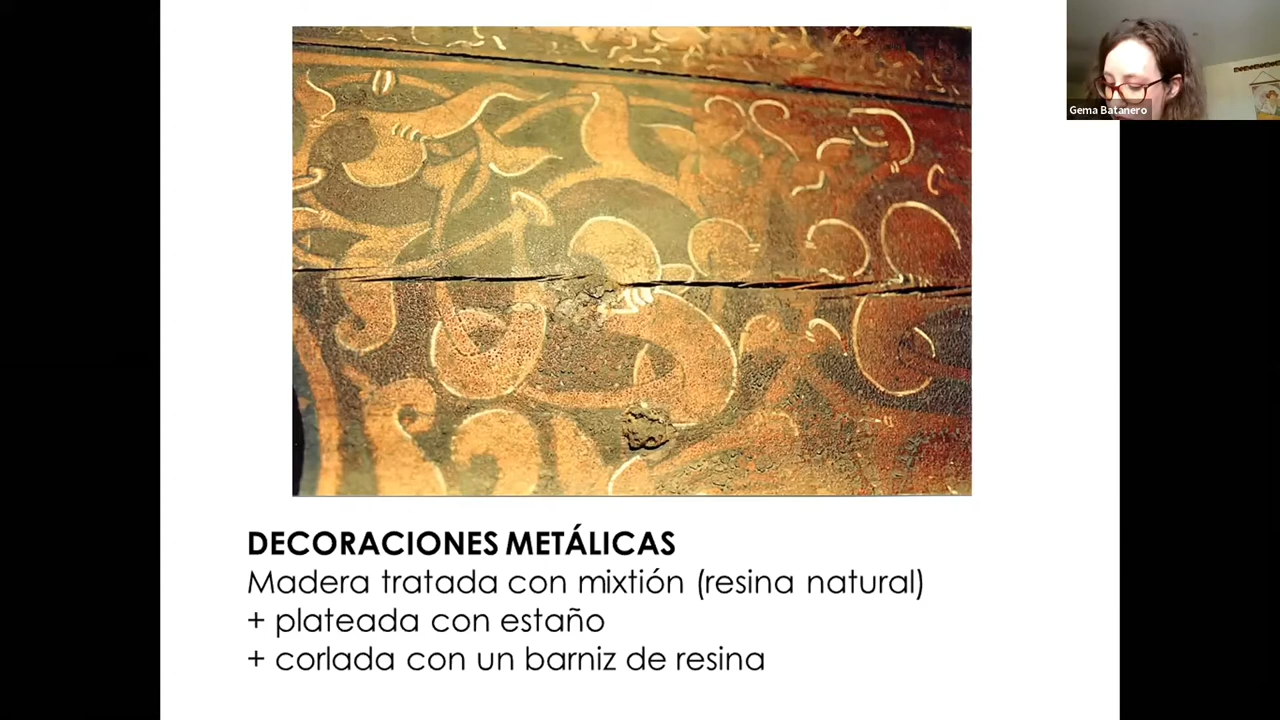 Gema Batanero
DECORACIONES METÁLICAS
Madera tratada con mixtión (resina natural)
+ plateada con estaño
+ corlada con un barniz de resina